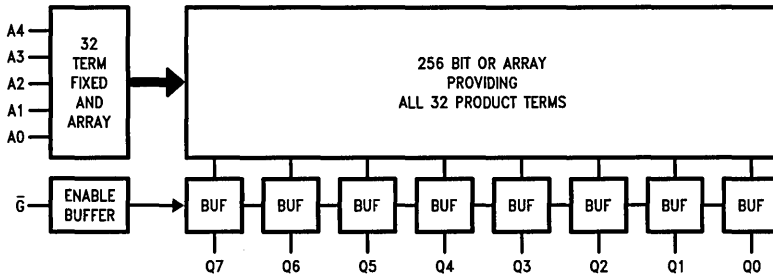 A4
A3
A2
A1
A0
32
TERM
FIXED
AND
ARRAY
256 BIT OR ARRAY
PROVIDING
ALL 32 PRODUCT TERMS
G̅
ENABLE
BUFFER
BUF BUF BUF BUF BUF BUF BUF BUF
Q7 Q6 Q5 Q4 Q3 Q2 Q1 Q0